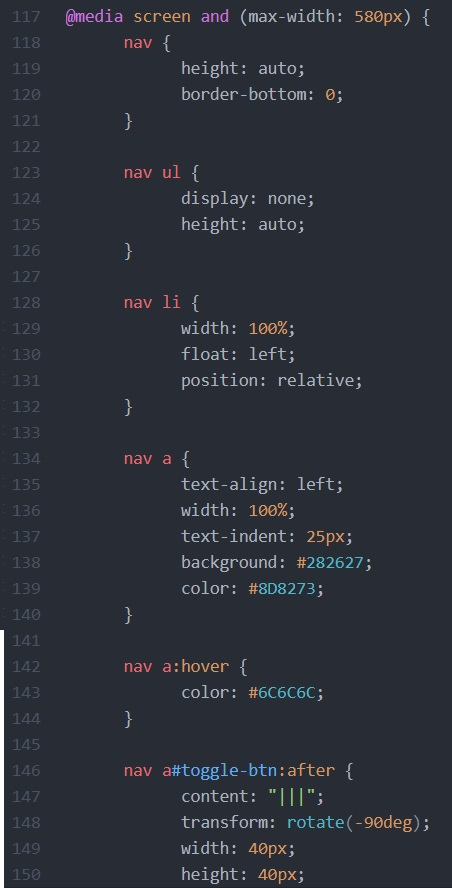 117 @media screen and (max-width: 580px) {
118 nav {
119 height: auto;
120 border-bottom: 0;
121 }
122
123 nav ul {
124 display: none;
125 height: auto;
126 }
127
128 nav li {
129 width: 100%;
130 float: left;
131 position: relative;
132 }
133
134 nav a {
135 text-align: left;
136 width: 100%;
137 text-indent: 25px;
138 background: #282627;
139 color: #8D8273;
140 }
141
142 nav a:hover {
143 color: #6C6C6C;
144 }
145
146 nav a#toggle-btn:after {
147 content: "|||";
148 transform: rotate(-90deg);
149 width: 40px;
150 height: 40px;